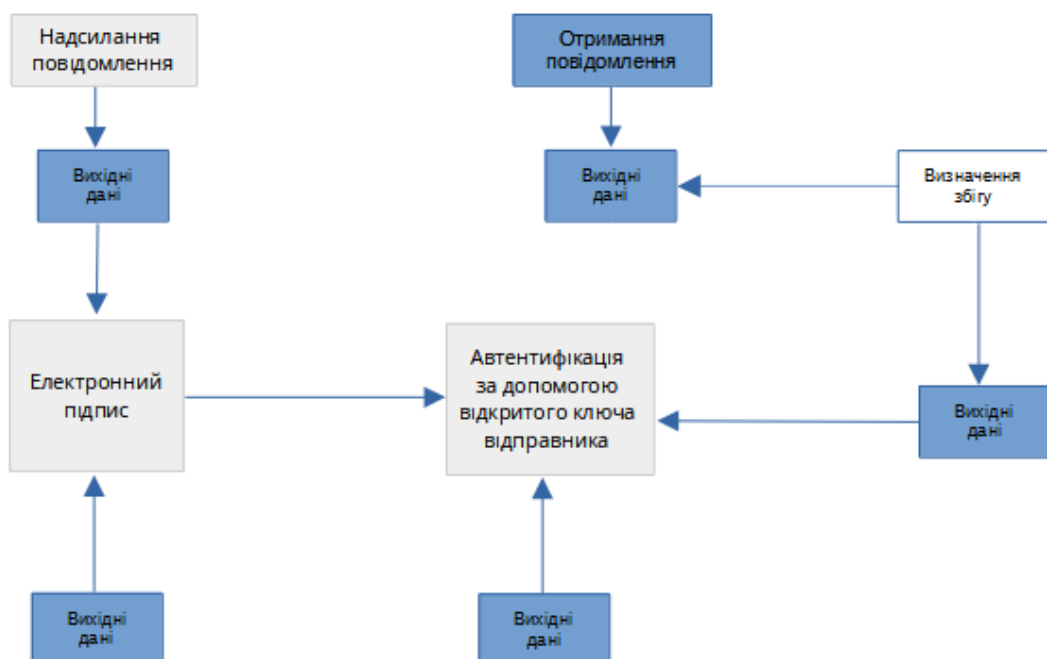 Надсилання
повідомлення
Отримання
повідомлення
Вихідні
дані
Вихідні
дані
Визначення
збігу
Електронний
підпис
Автентифікація
за допомогою
відкритого ключа
відправника
Вихідні
дані
Вихідні
дані
Вихідні
дані